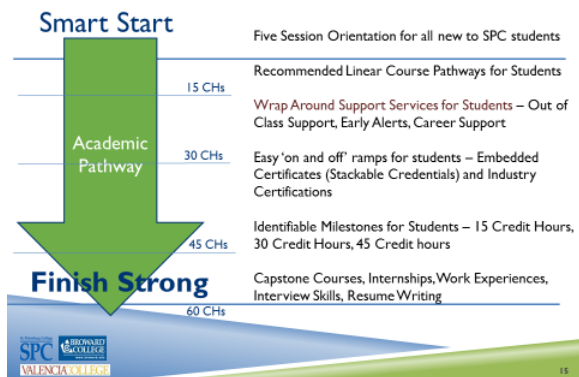 Smart Start
Five Session Orientation for all new to SPC students
Recommended Linear Course Pathways for Students
15 CHs
Wrap Around Support Services for Students – Out of
Class Support, Early Alerts, Career Support
Academic
Pathway
30 CHs
Easy 'on and off' ramps for students – Embedded
Certificates (Stackable Credentials) and Industry
Certifications
Identifiable Milestones for Students – 15 Credit Hours,
30 Credit Hours, 45 Credit hours
45 CHs
Finish Strong
Capstone Courses, Internships, Work Experiences,
Interview Skills, Resume Writing
60 CHs
SPC
BROWARD
COLLEGE
VALENCIACOLLEGE
15